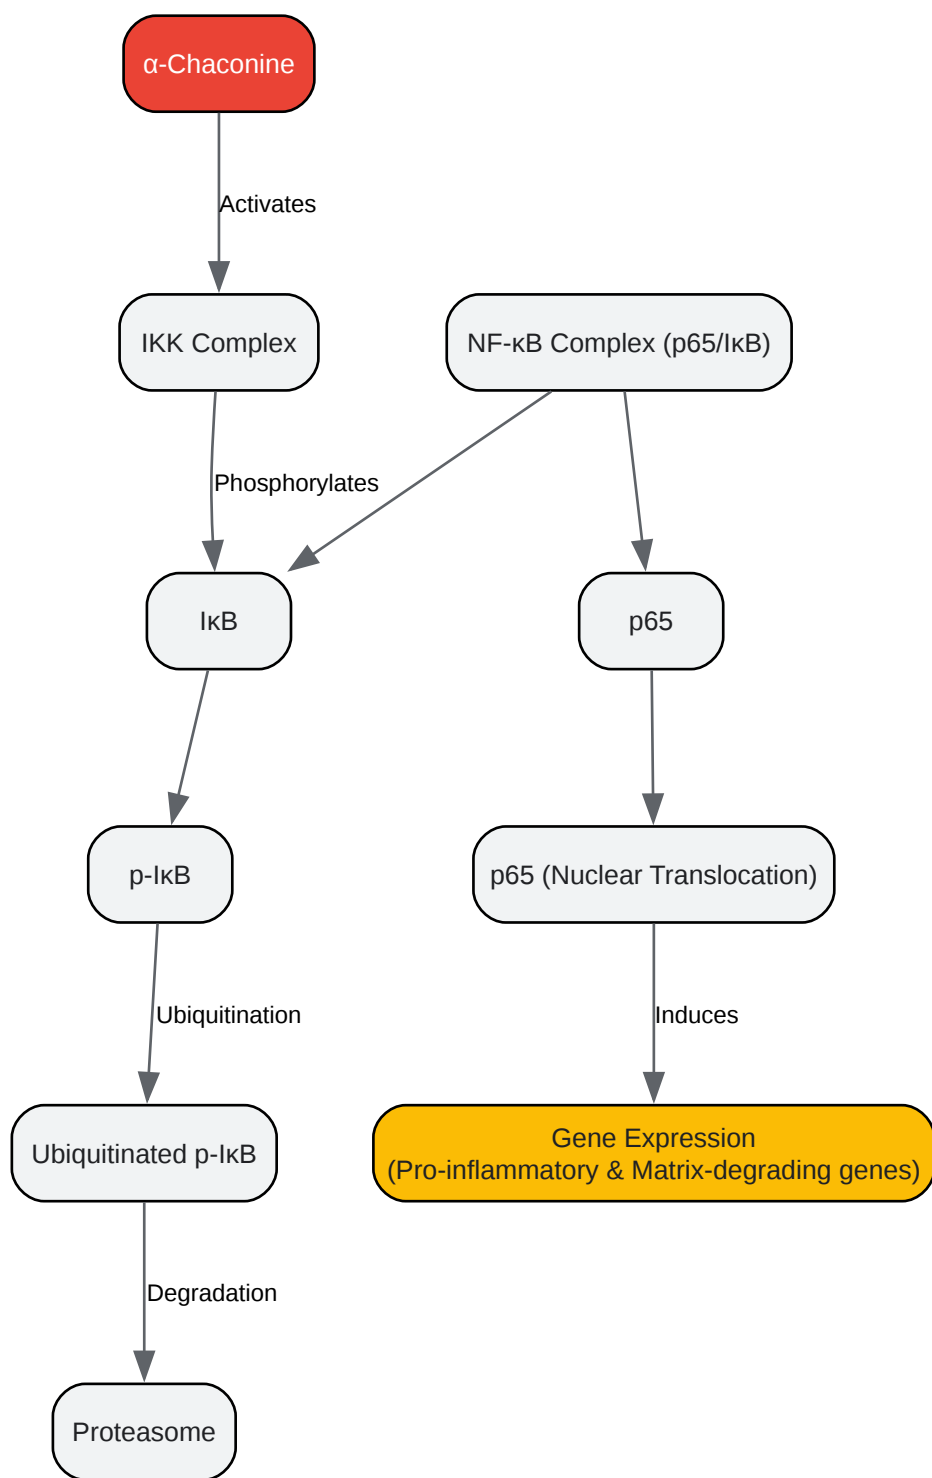 α-Chaconine
Activates
IKK Complex
NF-κB Complex (p65/IκB)
Phosphorylates
IκB
p65
p-IκB
p65 (Nuclear Translocation)
Ubiquitination
Induces
Ubiquitinated p-IκB
Gene Expression
(Pro-inflammatory & Matrix-degrading genes)
Degradation
Proteasome